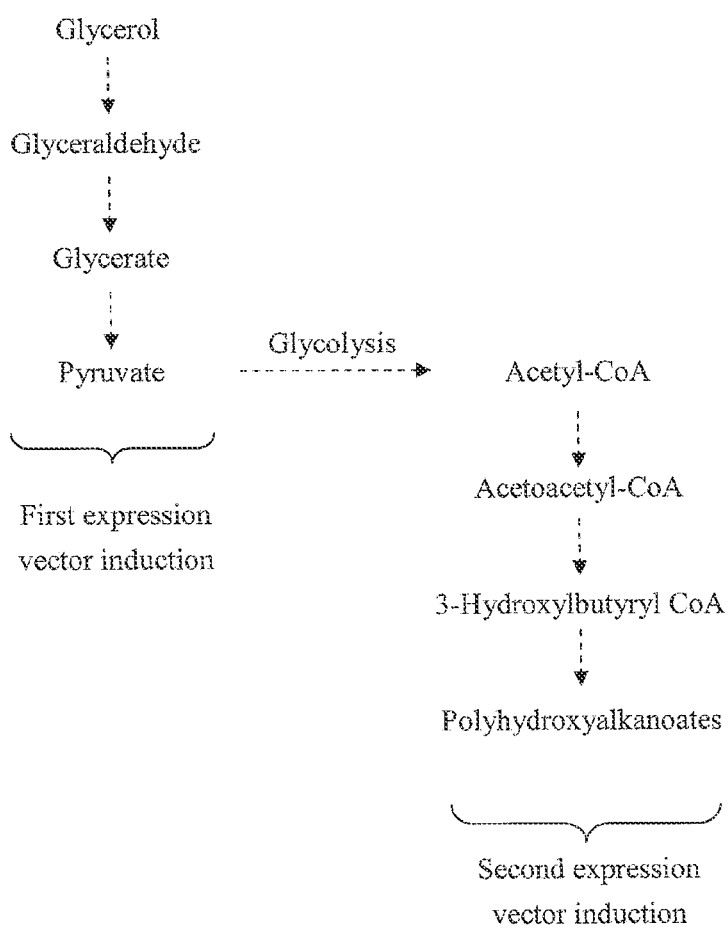 Glycerol
Glyceraldehyde
Glycerate
Pyruvate
First expression
vector induction
Glycolysis
Acetyl-CoA
Acetoacetyl-CoA
3-Hydroxylbutyryl CoA
Polyhydroxyalkanoates
Second expression
vector induction